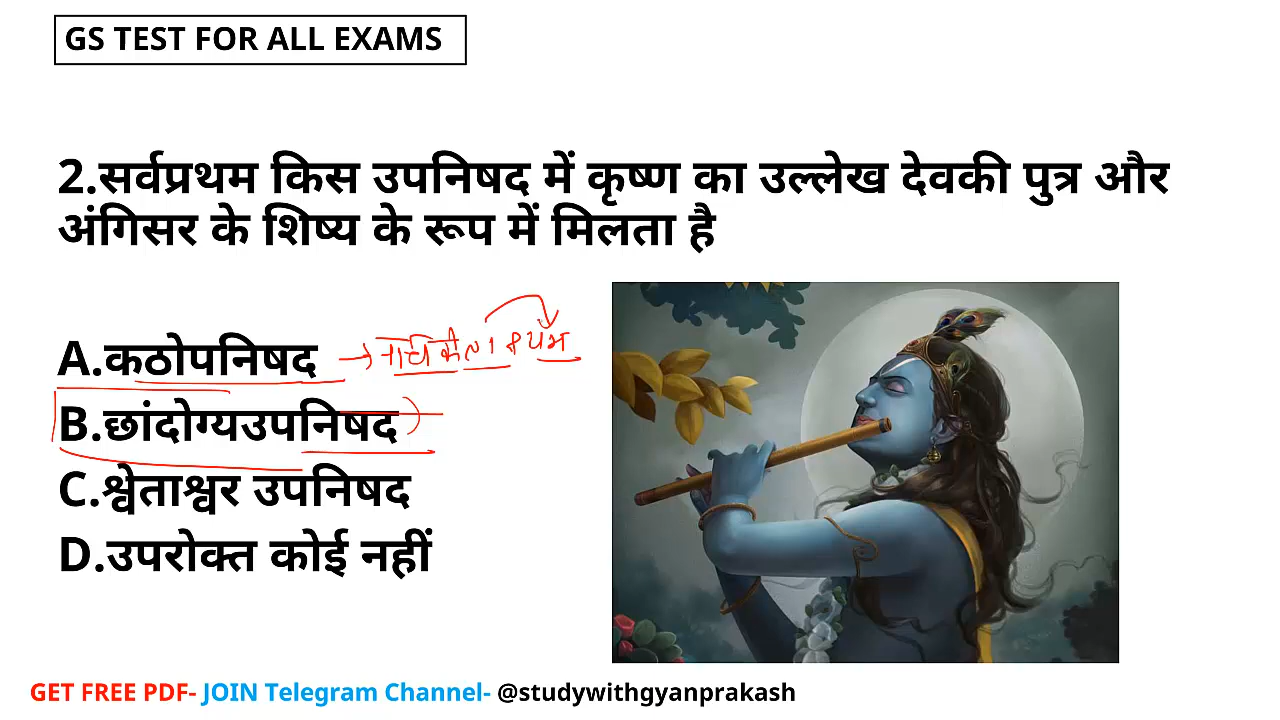 GS TEST FOR ALL EXAMS
2.सर्वप्रथम किस उपनिषद में कृष्ण का उल्लेख देवकी पुत्र और
अंगिसर के शिष्य के रूप में मिलता है
A.कठोपनिषद
B.छांदोग्यउपनिषद
C.श्वेताश्वर उपनिषद
D.उपरोक्त कोई नहीं
GET FREE PDF- JOIN Telegram Channel- @studywithgyanprakash